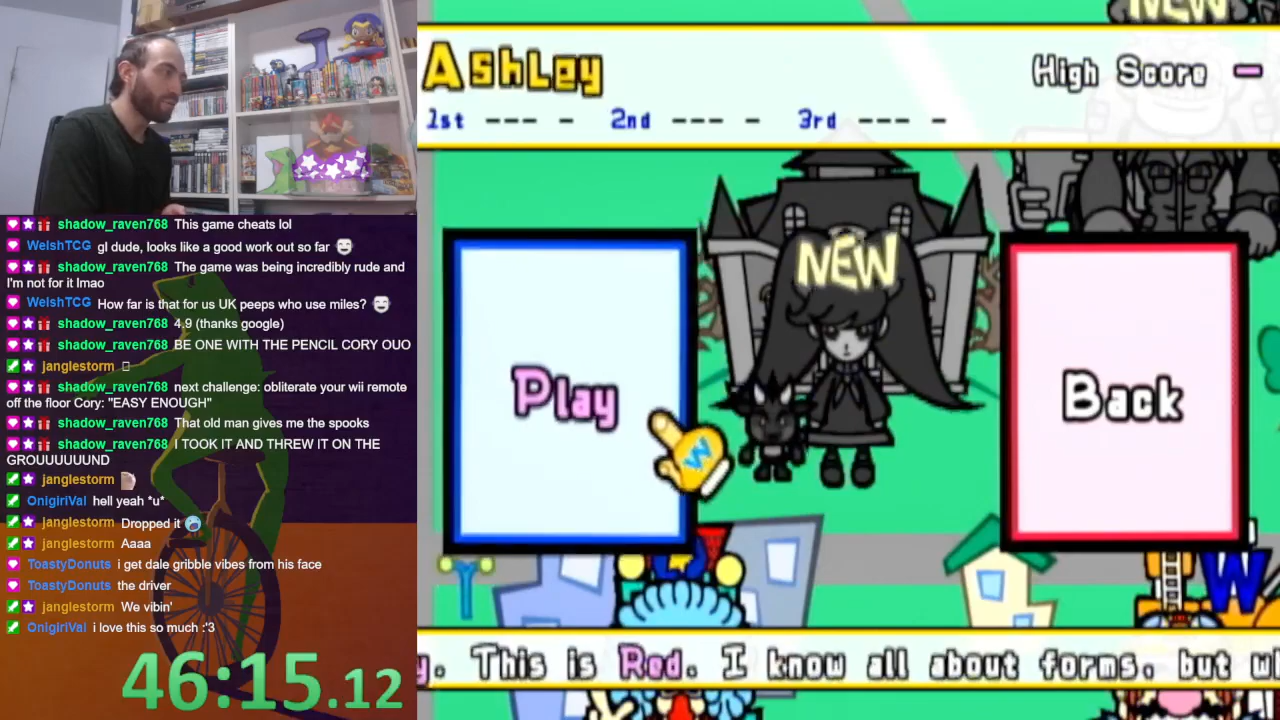 NEW
Ashley
High Score -
1st --- - 2nd --- - 3rd --- -
shadow_raven768 This game cheats lol
WelshTCG gl dude, looks like a good work out so far
shadow_raven768 The game was being incredibly rude and
I'm not for it lmao
WelshTCG How far is that for us UK peeps who use miles?
shadow_raven768 4.9 (thanks google)
shadow_raven768 BE ONE WITH THE PENCIL CORY OUO
janglestorm
shadow_raven768 next challenge: obliterate your wii remote
off the floor Cory: "EASY ENOUGH"
shadow_raven768 That old man gives me the spooks
shadow_raven768 I TOOK IT AND THREW IT ON THE
GROUUUUUUND
janglestorm
OnigiriVal hell yeah *u*
janglestorm Dropped it
janglestorm Aaaa
ToastyDonuts i get dale gribble vibes from his face
ToastyDonuts the driver
janglestorm We vibin'
OnigiriVal i love this so much :'3
46:15.12
NEW
Play
W
Back
W
y. This is Red. I know all about forms, but